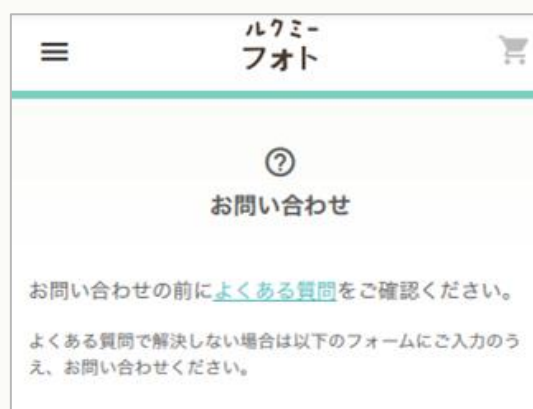 ルクミー
フォト
お問い合わせ
お問い合わせの前によくある質問をご確認ください。
よくある質問で解決しない場合は以下のフォームにご入力のう
え、お問い合わせください。